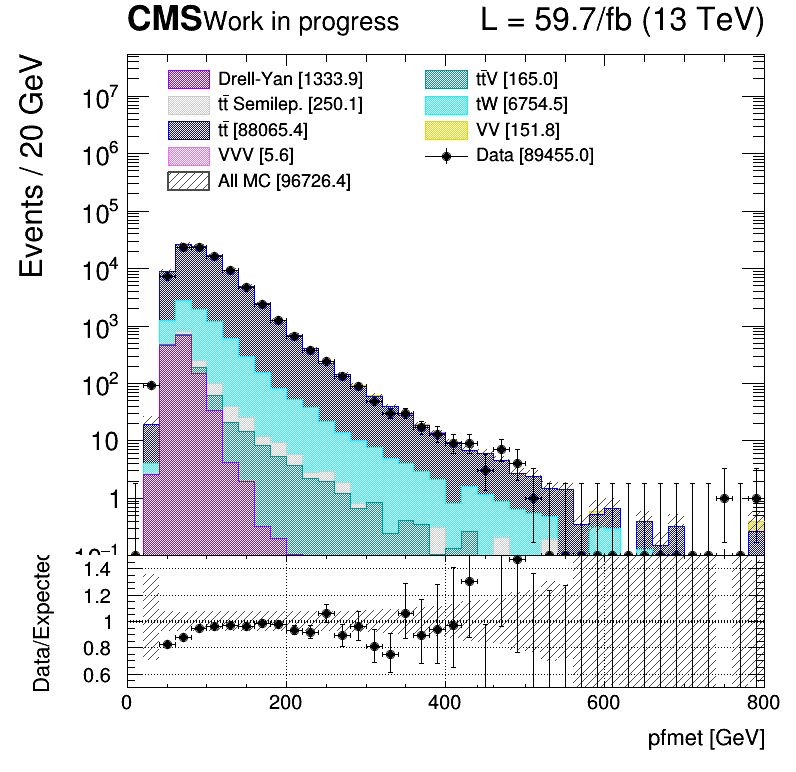 CMS Work in progress L = 59.7/fb (13 TeV)
Events / 20 GeV
Drell-Yan [1333.9]
tt̄ Semilep. [250.1]
tt̄ [88065.4]
VVV [5.6]
All MC [96726.4]
tt̄V [165.0]
tW [6754.5]
VV [151.8]
Data [89455.0]
10⁷
10⁶
10⁵
10⁴
10³
10²
10
1
10⁻¹
Data/Expected
1.4
1.2
1
0.8
0.6
0 200 400 600 800
pfmet [GeV]